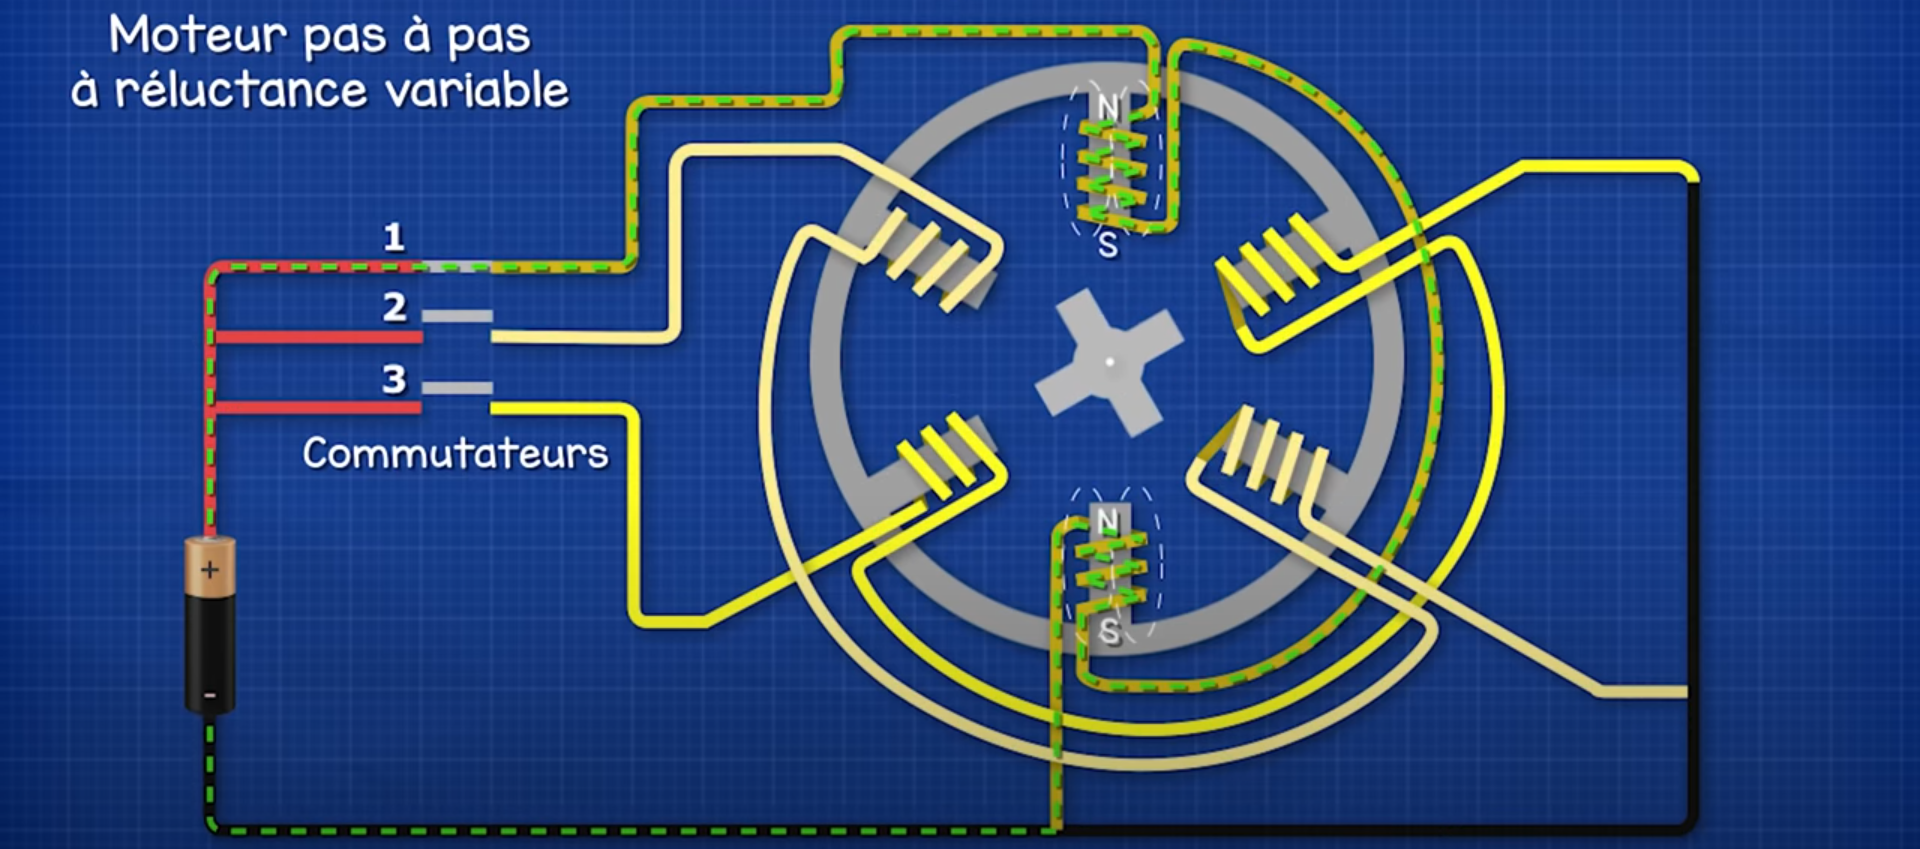 Moteur pas à pas
à réluctance variable
N
S
1
2
3
Commutateurs
N
S
+
-